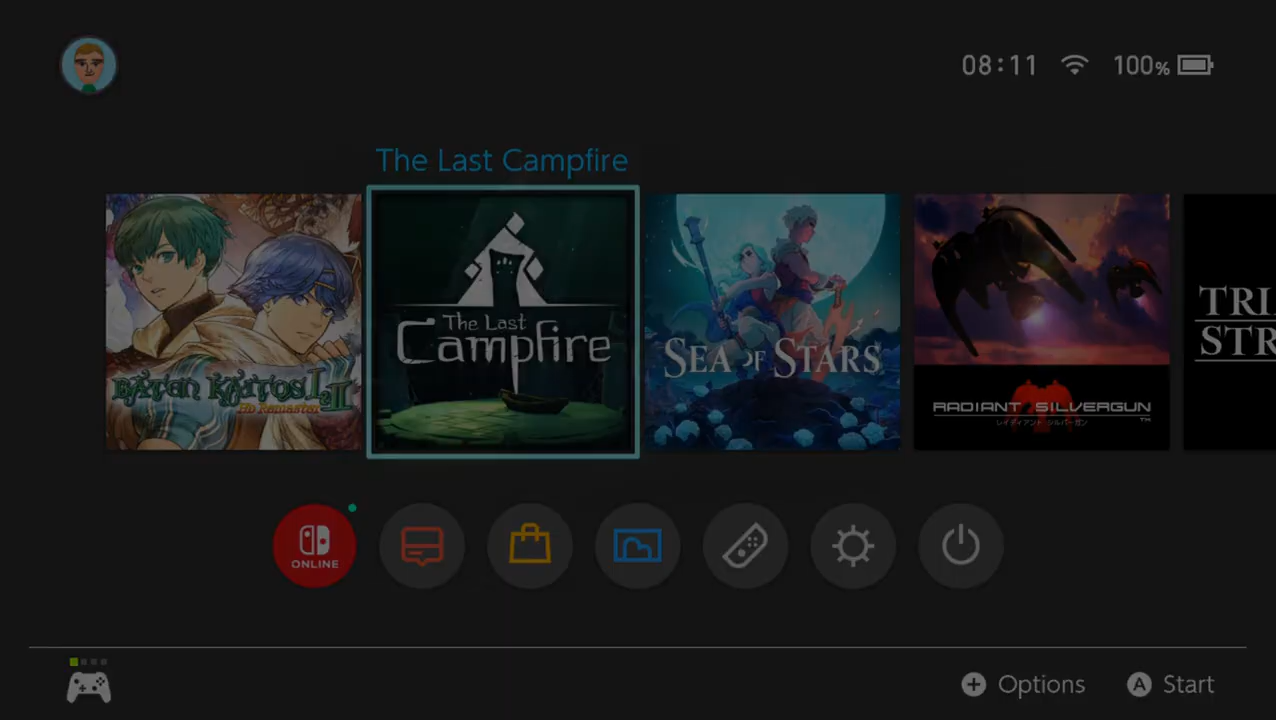 08:11 100%
The Last Campfire
The Last
Campfire
BATEN KAITOS I & II
HD REMASTER
SEA OF STARS
RADIANT SILVERGUN
TM
レイディアント シルバーガン
TRI
STR
ONLINE
Options
A Start